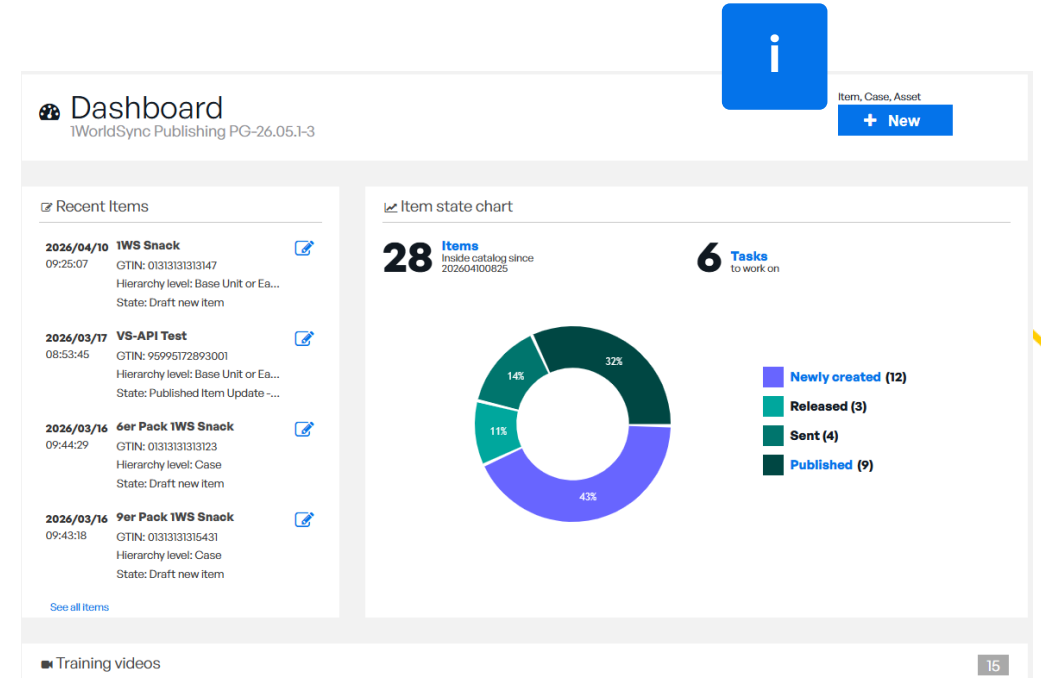 i
Dashboard
1WorldSync Publishing PG-26.05.1-3
Item, Case, Asset
+ New
Recent Items
2026/04/10 1WS Snack
09:25:07 GTIN: 01313131313147
Hierarchy level: Base Unit or Ea...
State: Draft new item
2026/03/17 VS-API Test
08:53:45 GTIN: 95995172893001
Hierarchy level: Base Unit or Ea...
State: Published Item Update -...
2026/03/16 6er Pack 1WS Snack
09:44:29 GTIN: 01313131313123
Hierarchy level: Case
State: Draft new item
2026/03/16 9er Pack 1WS Snack
09:43:18 GTIN: 01313131315431
Hierarchy level: Case
State: Draft new item
See all items
Item state chart
28 Items
Inside catalog since
202604100825
6 Tasks
to work on
32%
14%
11%
43%
Newly created (12)
Released (3)
Sent (4)
Published (9)
Training videos
15